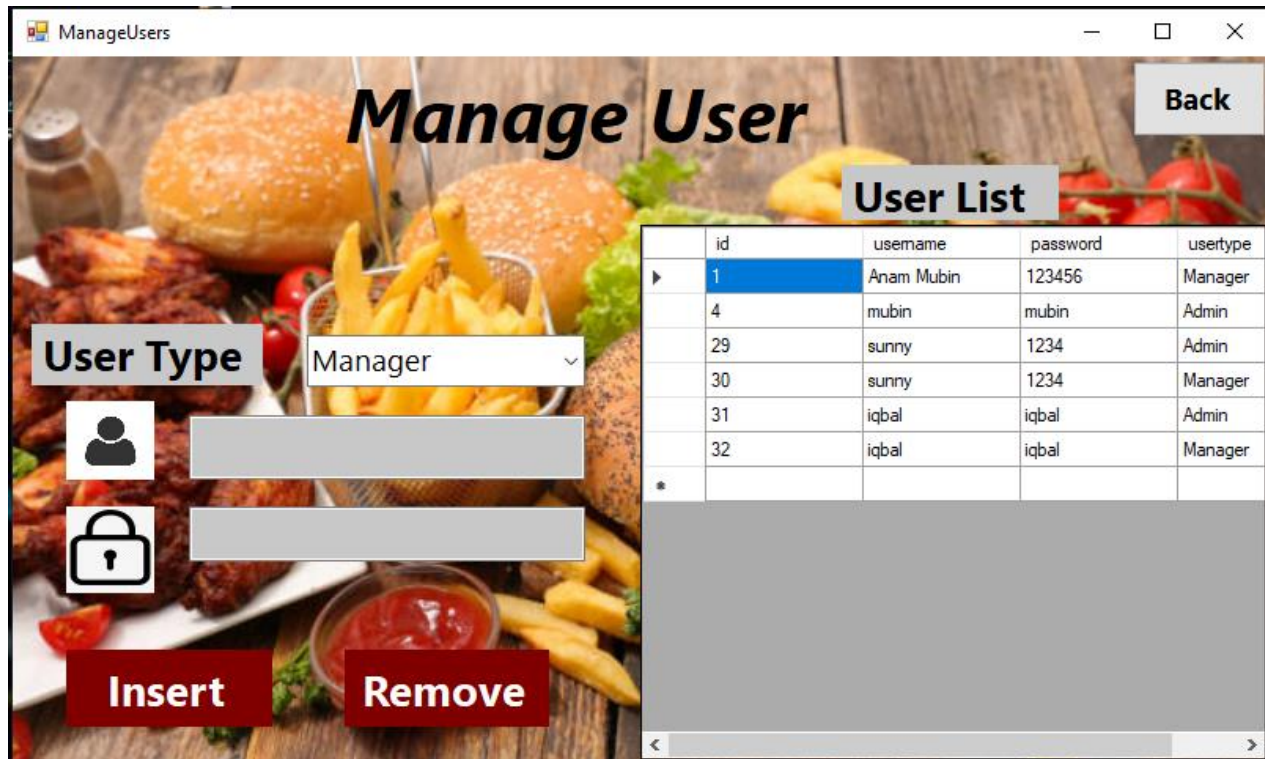 ManageUsers
Manage User
Back
User List
id username password usertype
1 Anam Mubin 123456 Manager
4 mubin mubin Admin
29 sunny 1234 Admin
30 sunny 1234 Manager
31 iqbal iqbal Admin
32 iqbal iqbal Manager
User Type Manager
Insert Remove